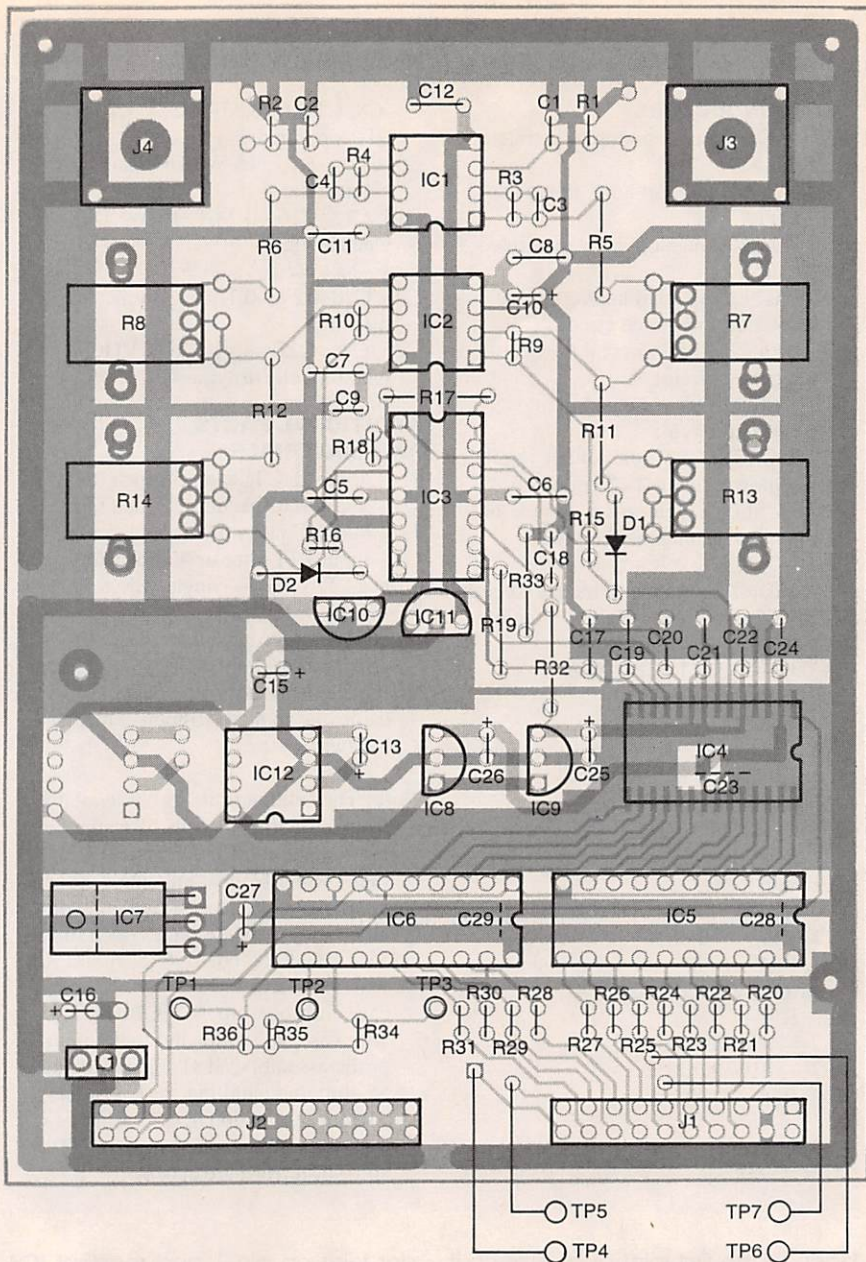 R2 C2 C12 C1 R1
J4 J3
C4 R4 IC1 R3 C3
R6 C11 C8 R5
R8 R10 IC2 C10 + R7
R9
C7
R12 C9 R17 R11
R18
R14 C5 IC3 C6 R13
R16 R15 D1
C18
D2 R33
IC10 IC11 R19 C17 C19 C20 C21 C22 C24
C15 + R32
IC12 C13 + IC8 + C26 IC9 + C25 IC4
C23
IC7 C27 + IC6 C29 IC5 C28
+ C16 TP1 TP2 TP3 R30 R28 R26 R24 R22 R20
R36 R35 R34 R31 R29 R27 R25 R23 R21
L1
J2 J1
TP5 TP7
TP4 TP6